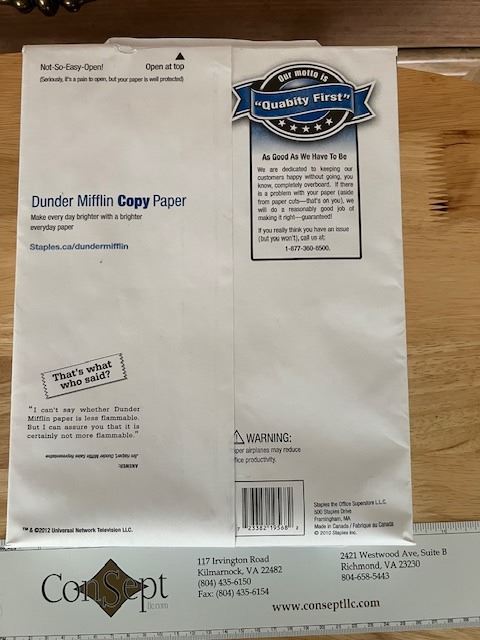 Not-So-Easy-Open!
Open at top
(Seriously, it's a pain to open, but your paper is well protected)
Our motto is
"Quabity First"
As Good As We Have To Be
We are dedicated to keeping our
customers happy without going, you
know, completely overboard. If there
is a problem with your paper (aside
from paper cuts—that's on you), we
will do a reasonably good job of
making it right—guaranteed!
If you really think you have an issue
(but you won't), call us at:
1-877-360-8500.
Dunder Mifflin Copy Paper
Make every day brighter with a brighter
everyday paper
Staples.ca/dundermifflin
That's what
who said?
"I can't say whether Dunder
Mifflin paper is less flammable.
But I can assure you that it is
certainly not more flammable."
ANSWER:
Jim Halpert, Dunder Mifflin Sales Representative
WARNING:
per airplanes may reduce
fice productivity.
7 23382 19568 2
Staples the Office Superstore LLC
500 Staples Drive
Framingham, MA
Made in Canada / Fabriqué au Canada
© 2012 Staples Inc.
™ & ©2012 Universal Network Television LLC.
ConSept
llc.com
117 Irvington Road
Kilmarnock, VA 22482
(804) 435-6150
Fax: (804) 435-6154
2421 Westwood Ave, Suite B
Richmond, VA 23230
804-658-5443
www.conseptllc.com